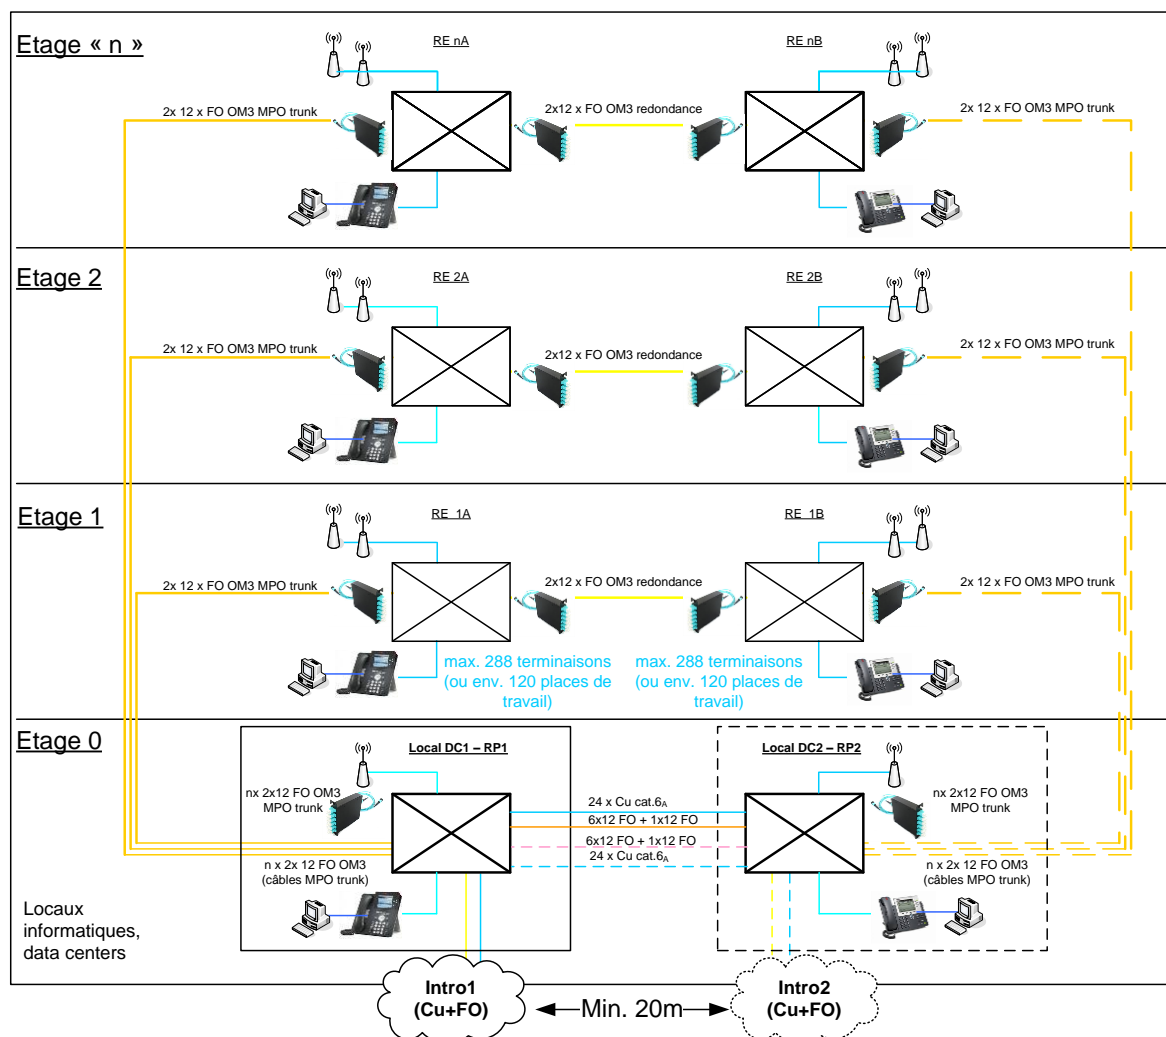 Etage « n »
RE nA
RE nB
2x 12 x FO OM3 MPO trunk
2x12 x FO OM3 redondance
2x 12 x FO OM3 MPO trunk
Etage 2
RE 2A
RE 2B
2x 12 x FO OM3 MPO trunk
2x12 x FO OM3 redondance
2x 12 x FO OM3 MPO trunk
Etage 1
RE 1A
RE 1B
2x 12 x FO OM3 MPO trunk
2x12 x FO OM3 redondance
2x 12 x FO OM3 MPO trunk
max. 288 terminaisons
(ou env. 120 places de
travail)
max. 288 terminaisons
(ou env. 120 places de
travail)
Etage 0
Local DC1 – RP1
Local DC2 – RP2
nx 2x12 FO OM3
MPO trunk
24 x Cu cat.6A
6x12 FO + 1x12 FO
6x12 FO + 1x12 FO
24 x Cu cat.6A
nx 2x12 FO OM3
MPO trunk
n x 2x 12 FO OM3
(câbles MPO trunk)
n x 2x 12 FO OM3
(câbles MPO trunk)
Locaux
informatiques,
data centers
Intro1
(Cu+FO)
Min. 20m
Intro2
(Cu+FO)